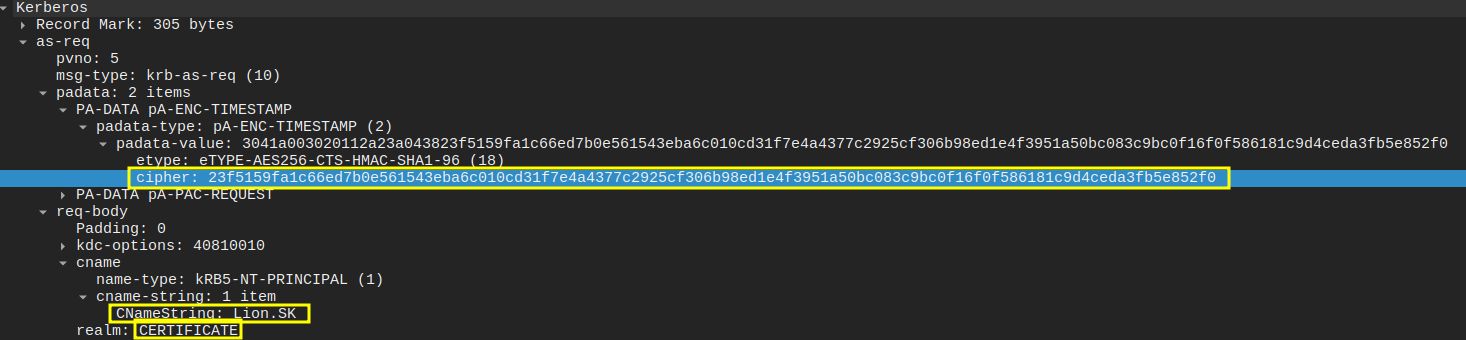 Kerberos
Record Mark: 305 bytes
as-req
pvno: 5
msg-type: krb-as-req (10)
padata: 2 items
PA-DATA pA-ENC-TIMESTAMP
padata-type: pA-ENC-TIMESTAMP (2)
padata-value: 3041a003020112a23a043823f5159fa1c66ed7b0e561543eba6c010cd31f7e4a4377c2925cf306b98ed1e4f3951a50bc083c9bc0f16f0f586181c9d4ceda3fb5e852f0
etype: eTYPE-AES256-CTS-HMAC-SHA1-96 (18)
cipher: 23f5159fa1c66ed7b0e561543eba6c010cd31f7e4a4377c2925cf306b98ed1e4f3951a50bc083c9bc0f16f0f586181c9d4ceda3fb5e852f0
PA-DATA pA-PAC-REQUEST
req-body
Padding: 0
kdc-options: 40810010
cname
name-type: kRB5-NT-PRINCIPAL (1)
cname-string: 1 item
CNameString: Lion.SK
realm: CERTIFICATE